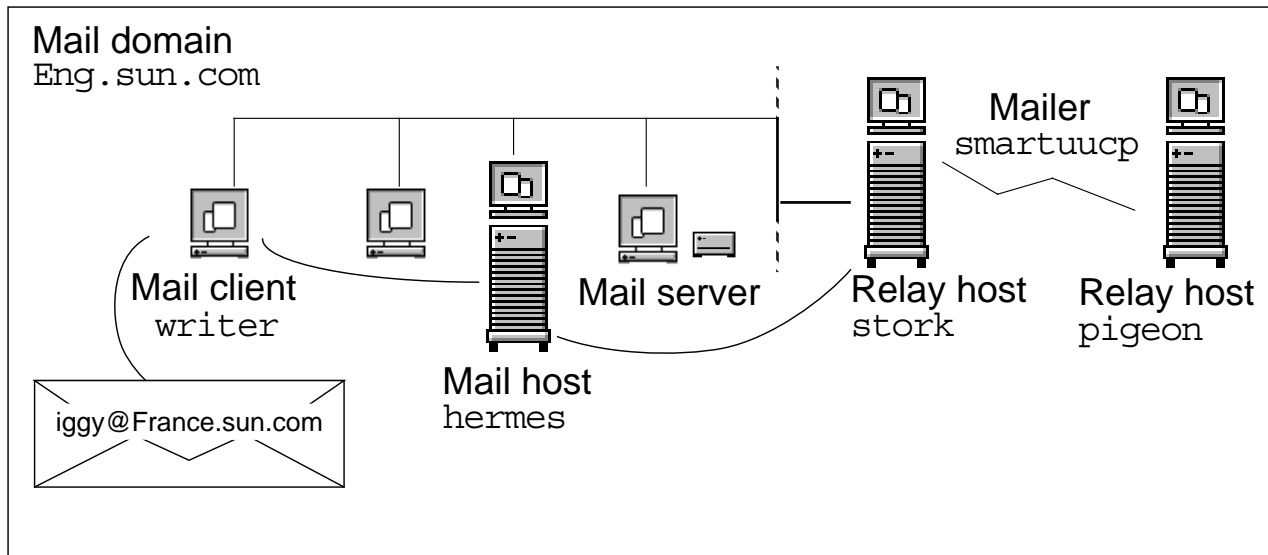 Mail domain
Eng.sun.com
Mailer
smartuucp
Mail client
writer
Mail server
Relay host
stork
Relay host
pigeon
Mail host
hermes
iggy@France.sun.com